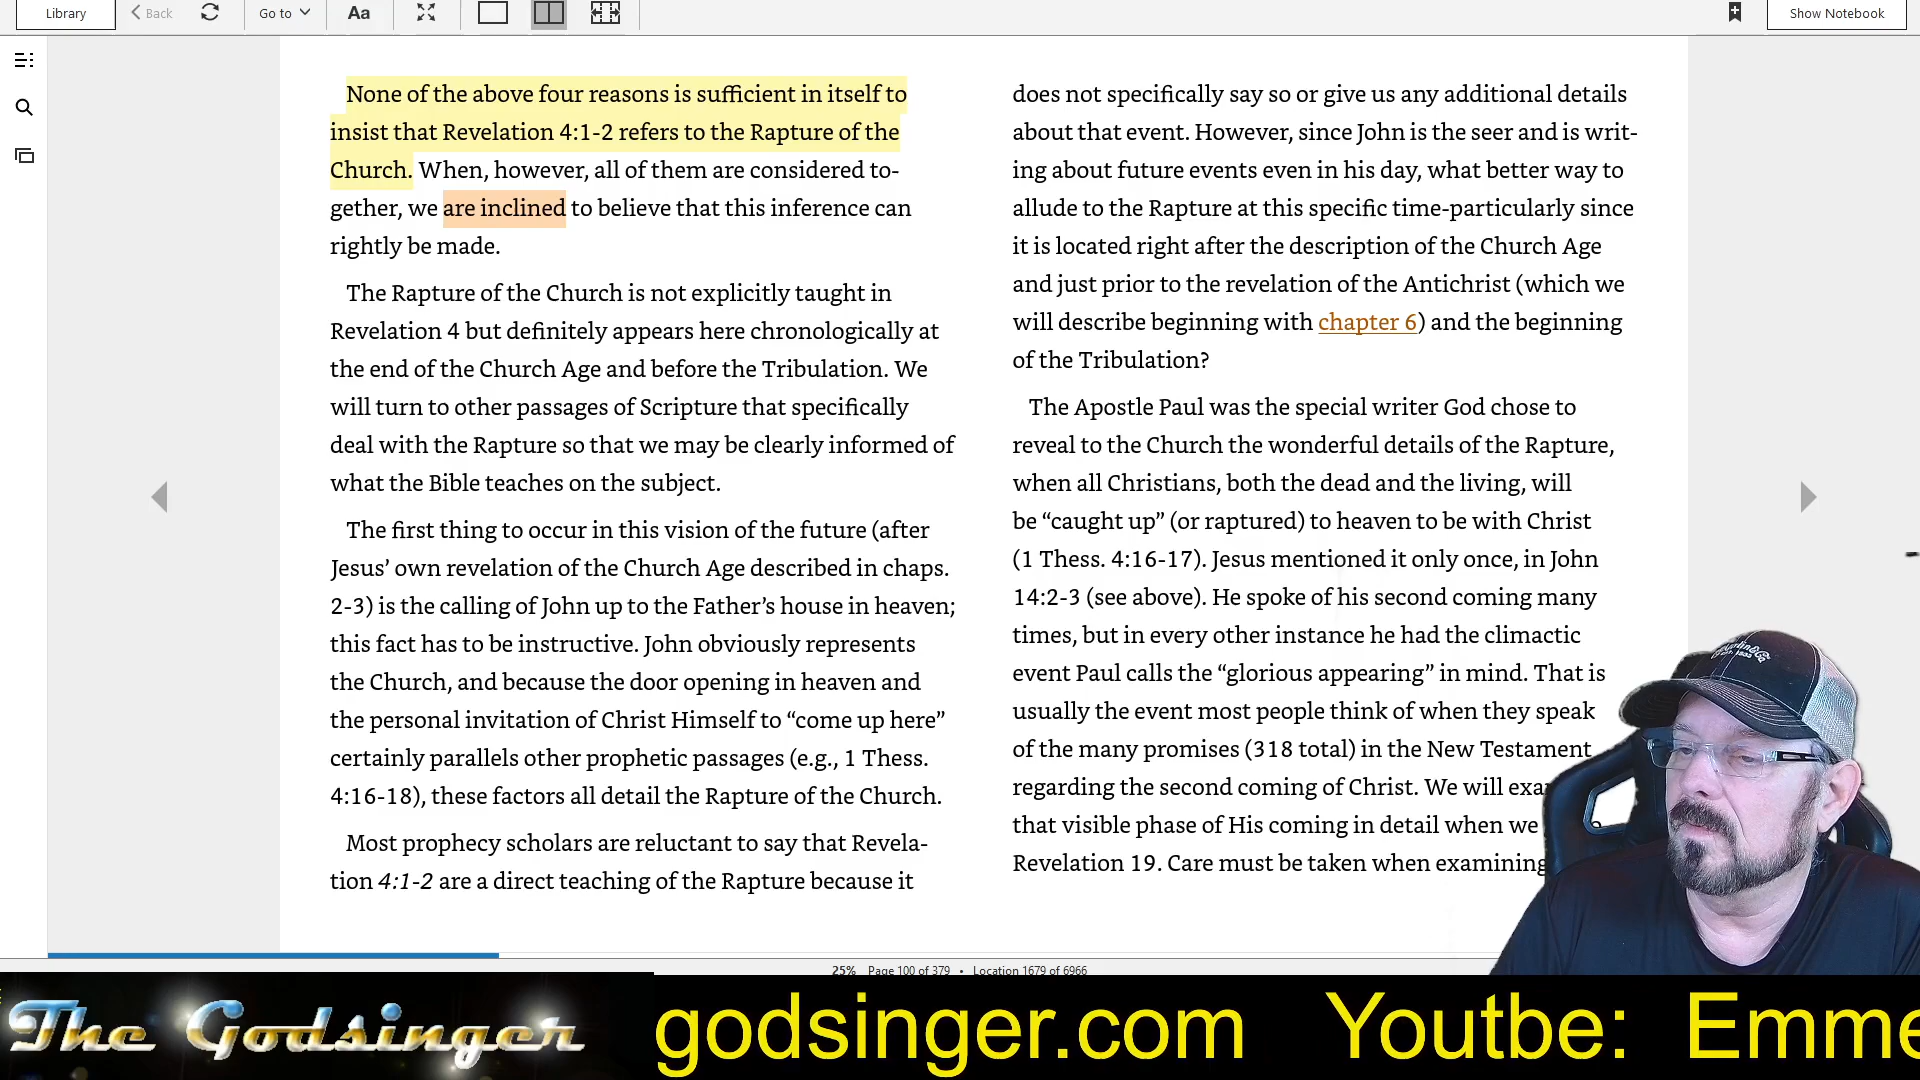 Library
Back
Go to
Aa
Show Notebook
None of the above four reasons is sufficient in itself to
insist that Revelation 4:1-2 refers to the Rapture of the
Church. When, however, all of them are considered to-
gether, we are inclined to believe that this inference can
rightly be made.
The Rapture of the Church is not explicitly taught in
Revelation 4 but definitely appears here chronologically at
the end of the Church Age and before the Tribulation. We
will turn to other passages of Scripture that specifically
deal with the Rapture so that we may be clearly informed of
what the Bible teaches on the subject.
The first thing to occur in this vision of the future (after
Jesus’ own revelation of the Church Age described in chaps.
2-3) is the calling of John up to the Father’s house in heaven;
this fact has to be instructive. John obviously represents
the Church, and because the door opening in heaven and
the personal invitation of Christ Himself to “come up here”
certainly parallels other prophetic passages (e.g., 1 Thess.
4:16-18), these factors all detail the Rapture of the Church.
Most prophecy scholars are reluctant to say that Revela-
tion 4:1-2 are a direct teaching of the Rapture because it
does not specifically say so or give us any additional details
about that event. However, since John is the seer and is writ-
ing about future events even in his day, what better way to
allude to the Rapture at this specific time-particularly since
it is located right after the description of the Church Age
and just prior to the revelation of the Antichrist (which we
will describe beginning with chapter 6) and the beginning
of the Tribulation?
The Apostle Paul was the special writer God chose to
reveal to the Church the wonderful details of the Rapture,
when all Christians, both the dead and the living, will
be “caught up” (or raptured) to heaven to be with Christ
(1 Thess. 4:16-17). Jesus mentioned it only once, in John
14:2-3 (see above). He spoke of his second coming many
times, but in every other instance he had the climactic
event Paul calls the “glorious appearing” in mind. That is
usually the event most people think of when they speak
of the many promises (318 total) in the New Testament
regarding the second coming of Christ. We will
that visible phase of His coming in detail when we
Revelation 19. Care must be taken when examining
25% Page 100 of 379 • Location 1679 of 6966
The Godsinger
godsinger.com Youtbe: Emme